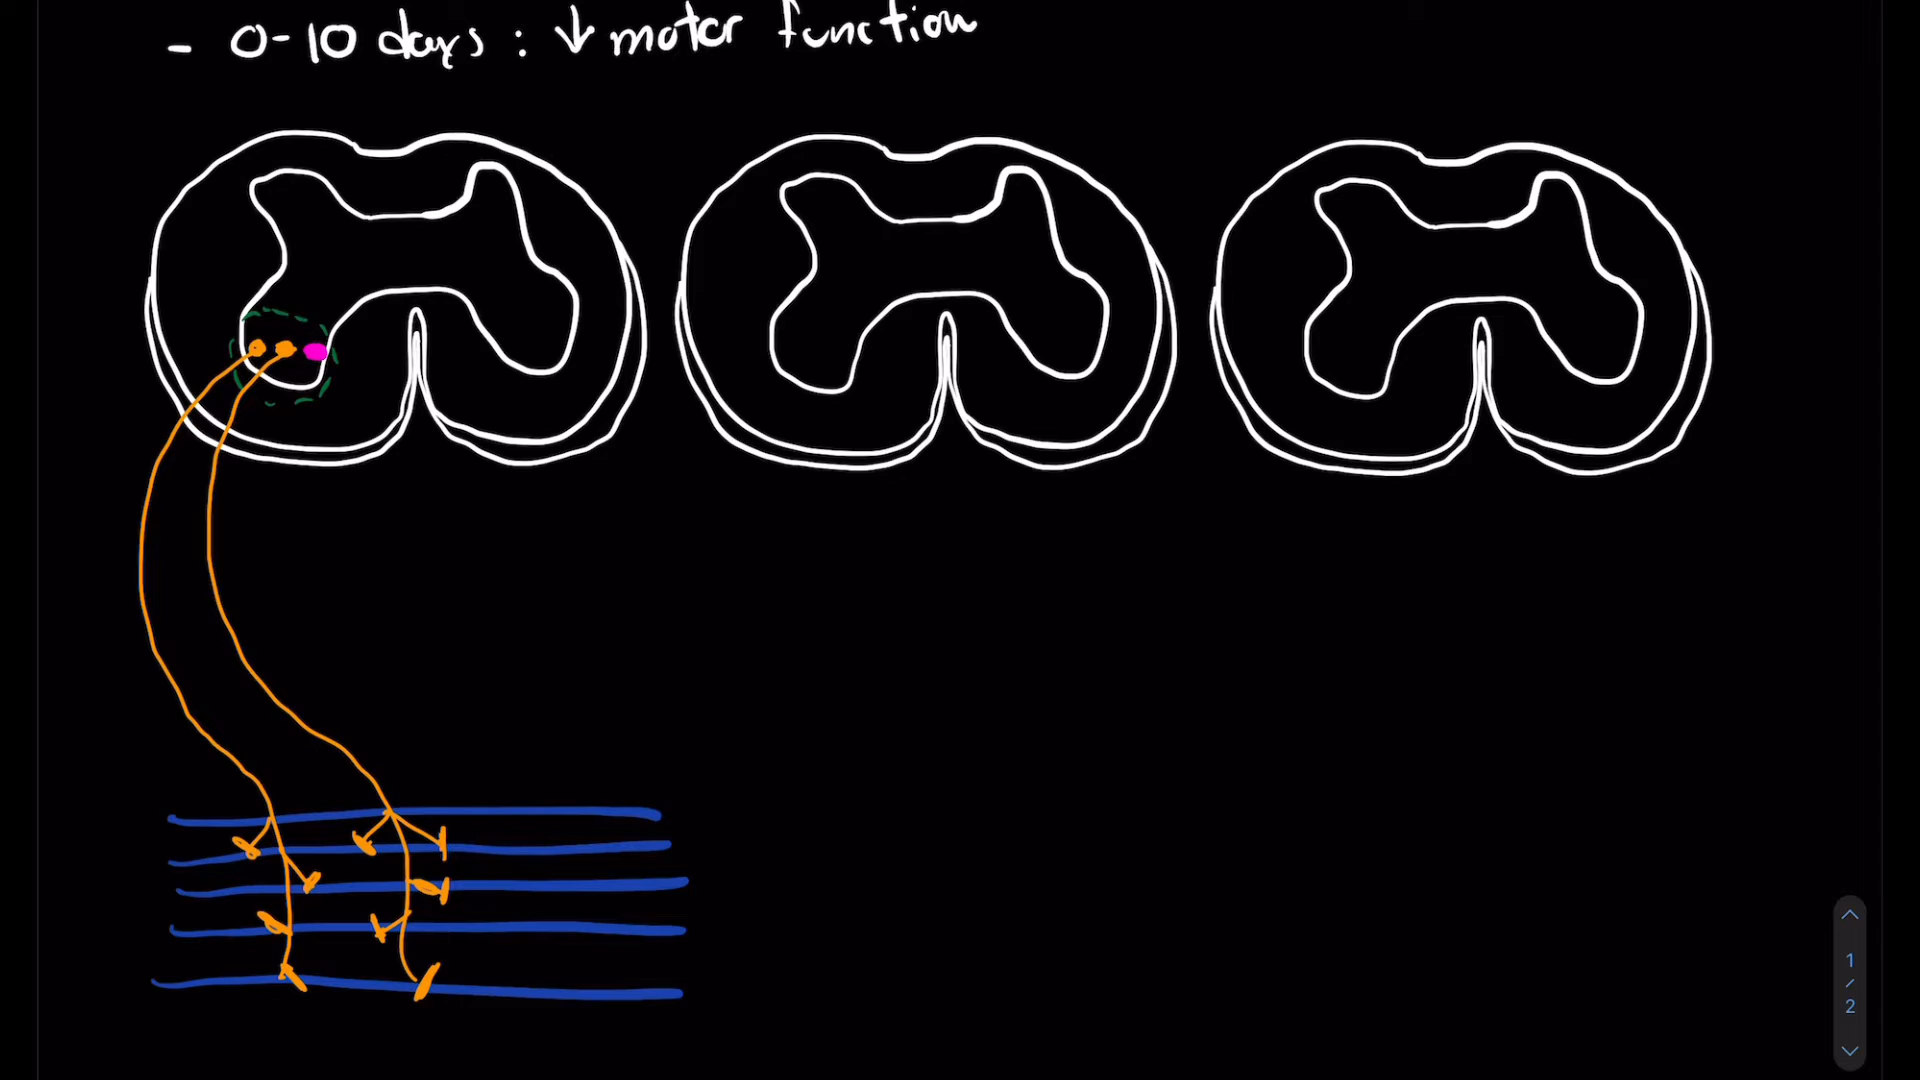 - 0-10 days : ↓ motor function
1
/
2